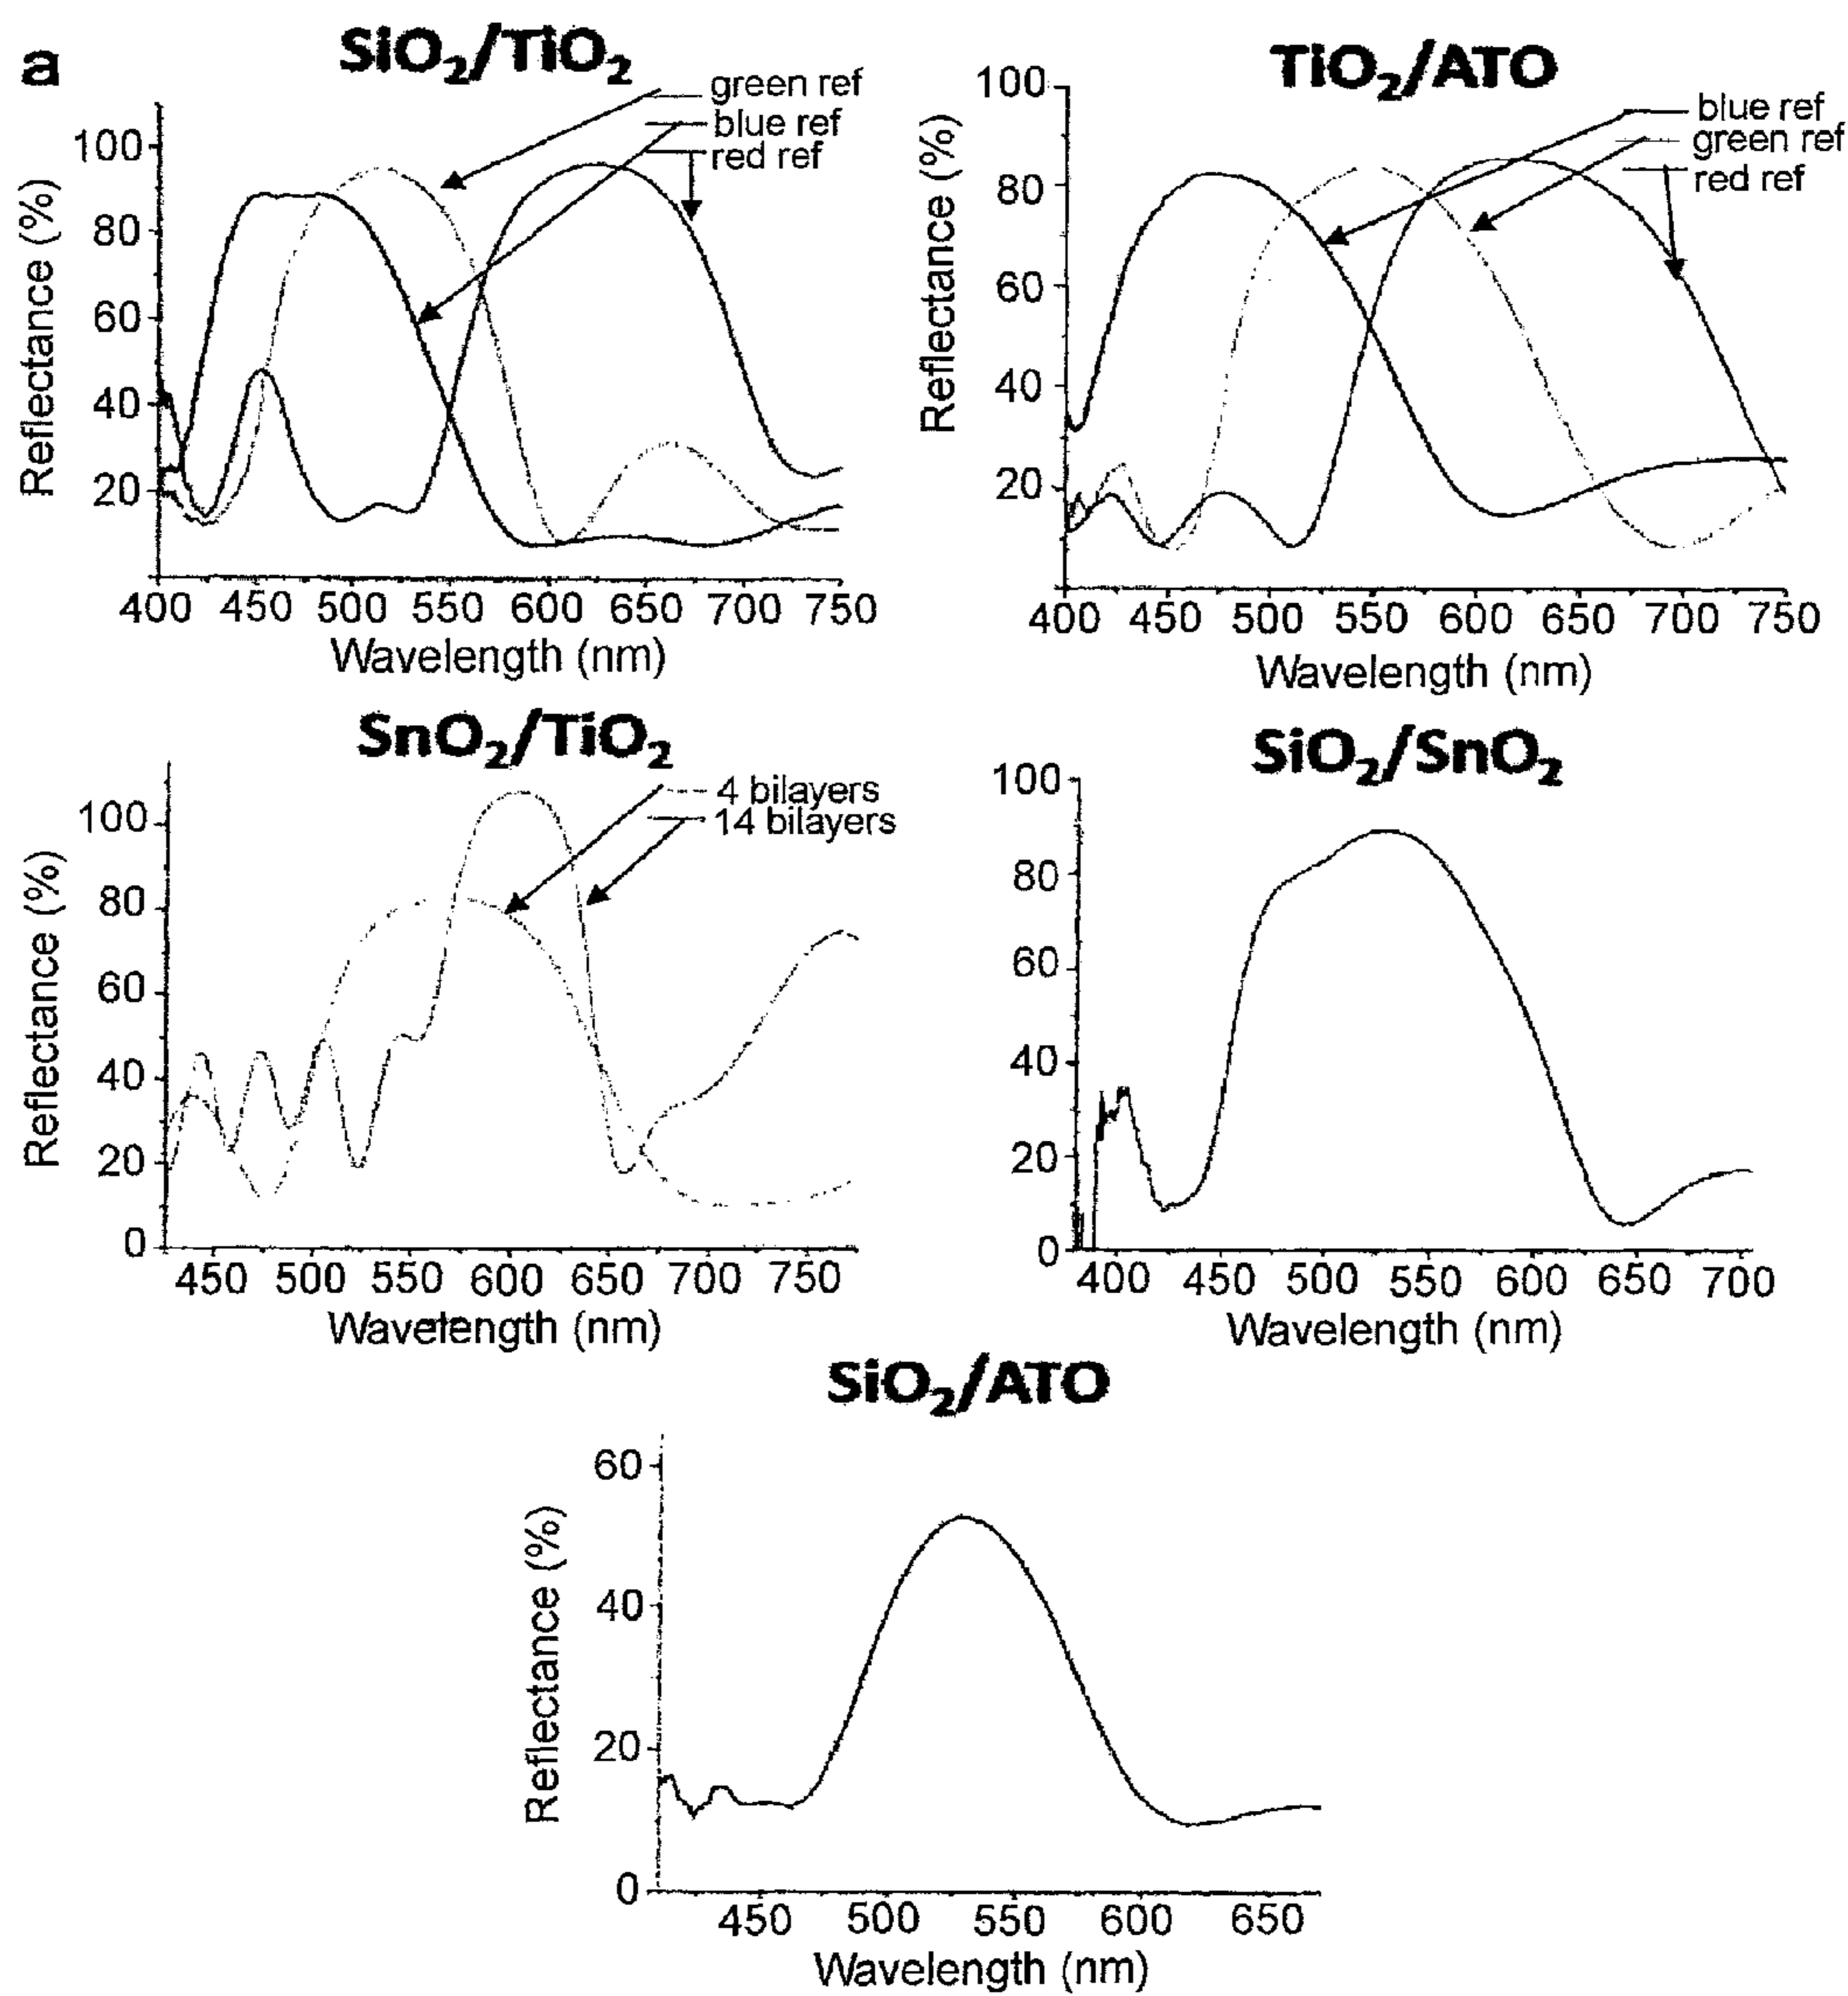 a
SiO2/TiO2
green ref
blue ref
red ref
Reflectance (%)
100
80
60
40
20
400 450 500 550 600 650 700 750
Wavelength (nm)
TiO2/ATO
blue ref
green ref
red ref
Reflectance (%)
100
80
60
40
20
400 450 500 550 600 650 700 750
Wavelength (nm)
SnO2/TiO2
4 bilayers
14 bilayers
Reflectance (%)
100
80
60
40
20
0
450 500 550 600 650 700 750
Wavelength (nm)
SiO2/SnO2
Reflectance (%)
100
80
60
40
20
0
400 450 500 550 600 650 700
Wavelength (nm)
SiO2/ATO
Reflectance (%)
60
40
20
0
450 500 550 600 650
Wavelength (nm)